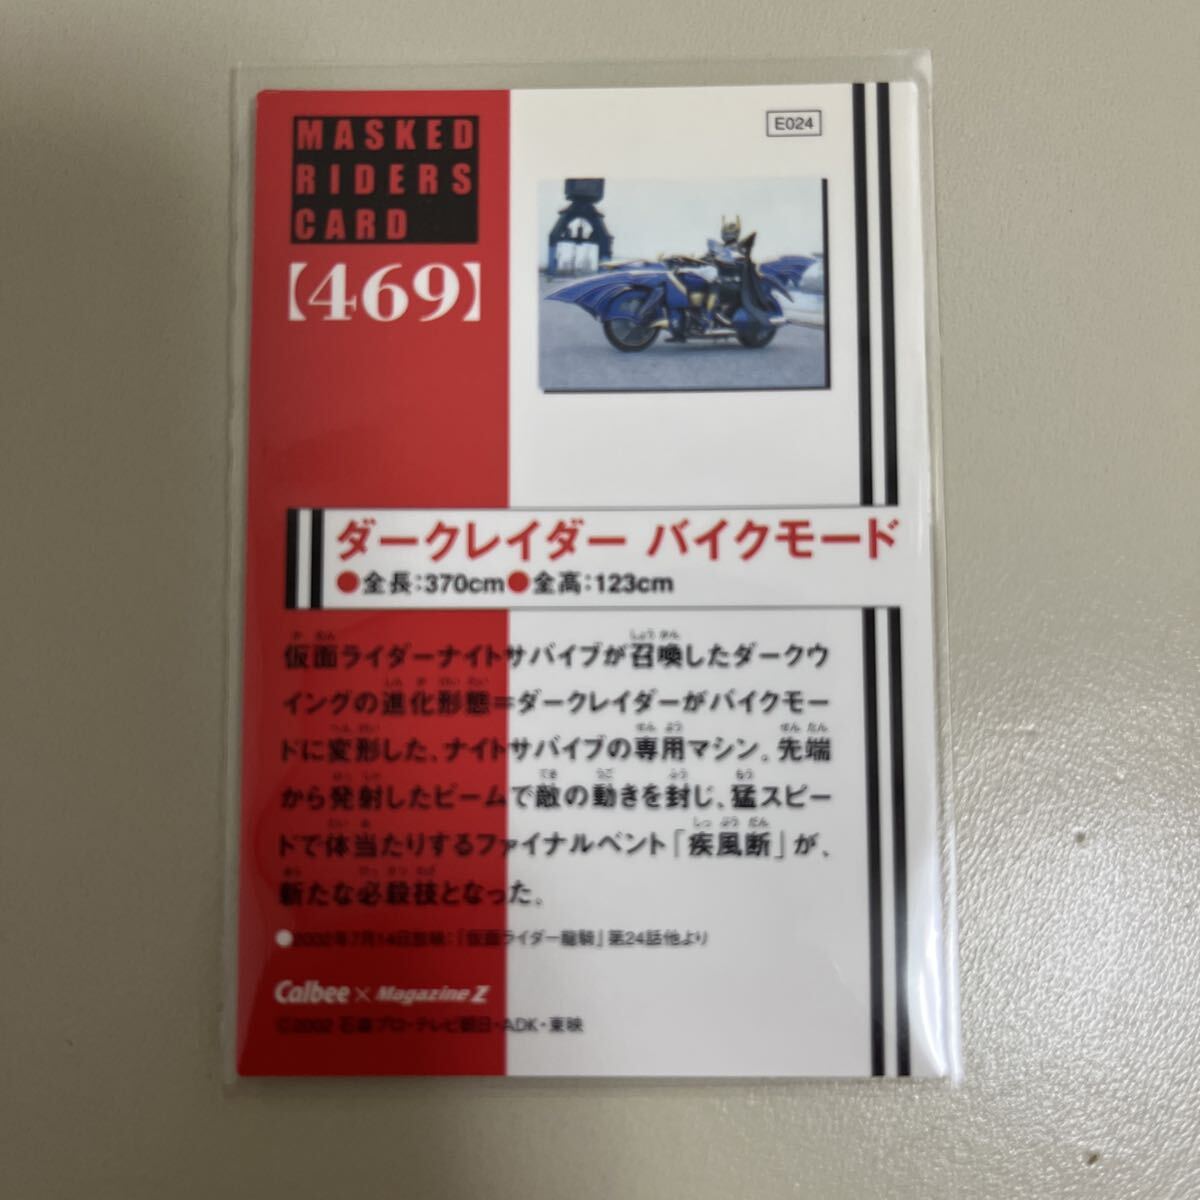 MASKED
RIDERS
CARD
【469】
E024
ダークレイダー バイクモード
●全長:370cm●全高:123cm
仮面ライダーナイトサバイブが召喚したダークウ
イングの進化形態=ダークレイダーがバイクモー
ドに変形した、ナイトサバイブの専用マシン。先端
から発射したビームで敵の動きを封じ、猛スピー
ドで体当たりするファイナルベント「疾風断」が、
新たな必殺技となった。
●2002年7月14日放映:「仮面ライダー龍騎」第24話他より
Calbee × Magazine Z
©2002 石森プロ・テレビ朝日・ADK・東映